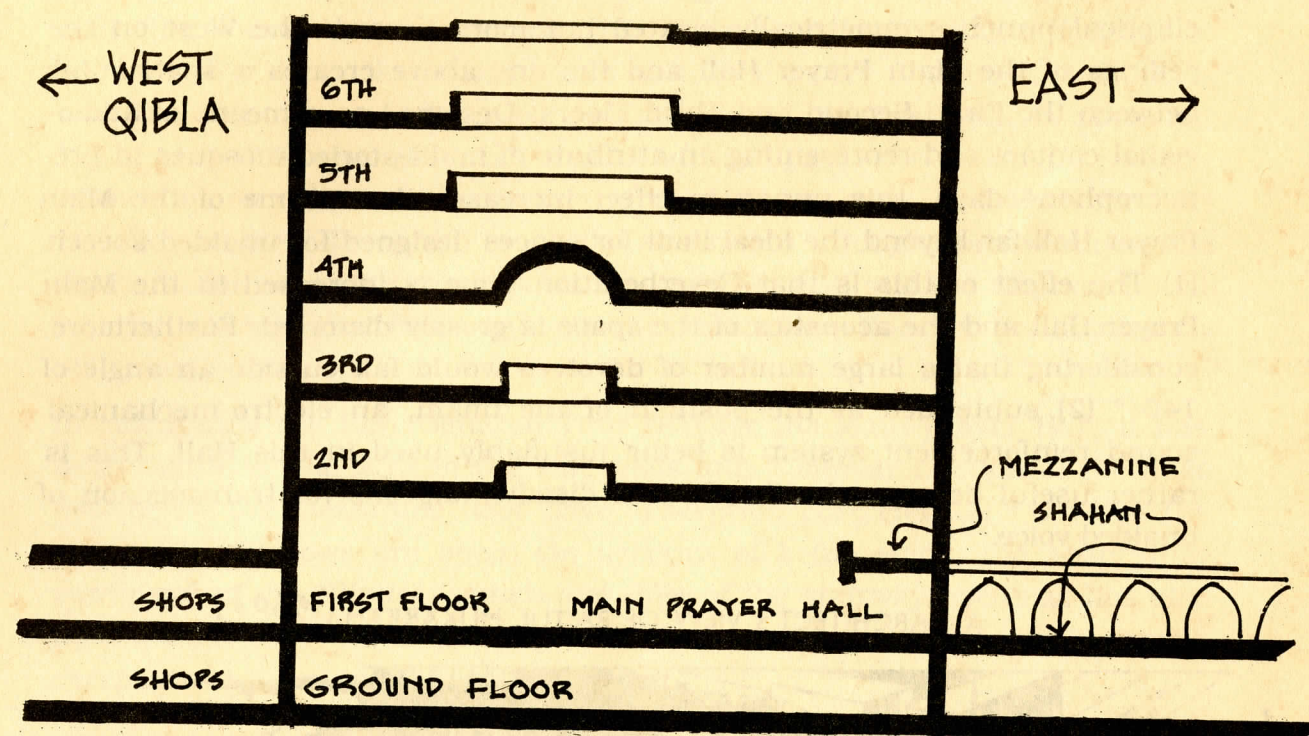 ← WEST
QIBLA
EAST →
6TH
5TH
4TH
3RD
2ND
MEZZANINE
SHAHAN
SHOPS
FIRST FLOOR
MAIN PRAYER HALL
SHOPS
GROUND FLOOR